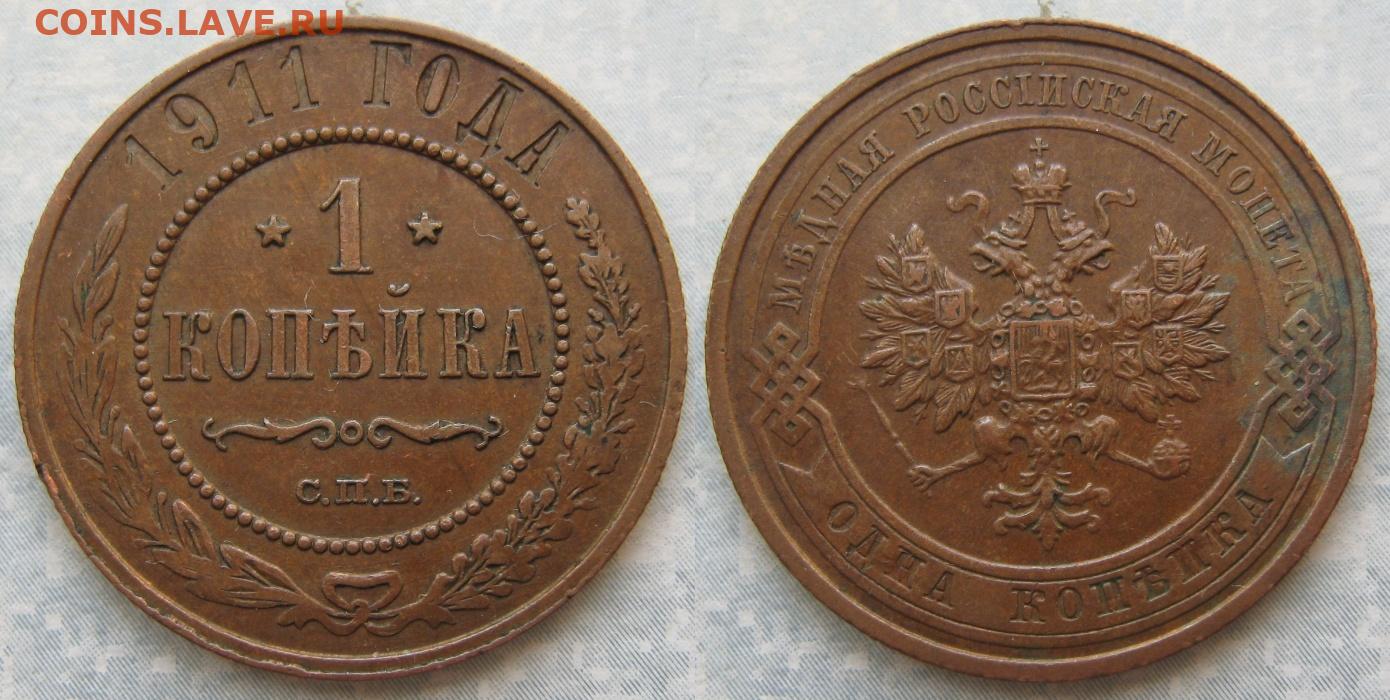 COINS.LAVE.RU
1911 ГОДА
1
КОПѢЙКА
С.П.Б.
МѢДНАЯ РОССІЙСКАЯ МОНЕТА
ОДНА КОПѢЙКА